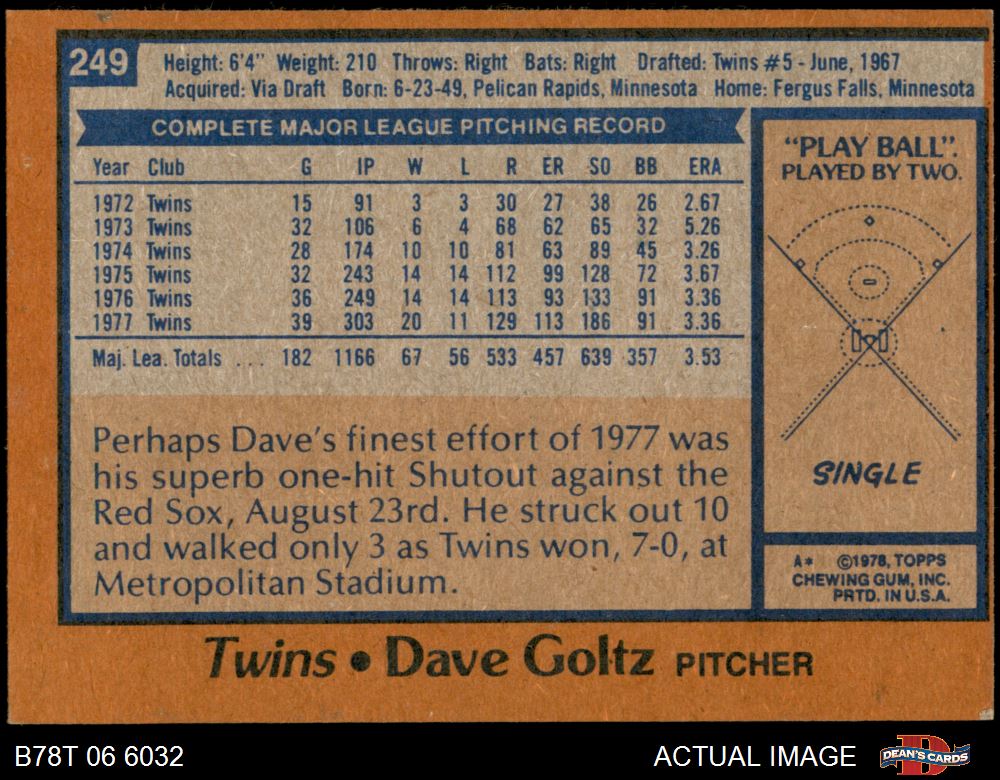 249
Height: 6'4" Weight: 210 Throws: Right Bats: Right Drafted: Twins #5 - June, 1967
Acquired: Via Draft Born: 6-23-49, Pelican Rapids, Minnesota Home: Fergus Falls, Minnesota
COMPLETE MAJOR LEAGUE PITCHING RECORD
Year Club G IP W L R ER SO BB ERA
1972 Twins 15 91 3 3 30 27 38 26 2.67
1973 Twins 32 106 6 4 68 62 65 32 5.26
1974 Twins 28 174 10 10 81 63 89 45 3.26
1975 Twins 32 243 14 14 112 99 128 72 3.67
1976 Twins 36 249 14 14 113 93 133 91 3.36
1977 Twins 39 303 20 11 129 113 186 91 3.36
Maj. Lea. Totals ... 182 1166 67 56 533 457 639 357 3.53
Perhaps Dave's finest effort of 1977 was
his superb one-hit Shutout against the
Red Sox, August 23rd. He struck out 10
and walked only 3 as Twins won, 7-0, at
Metropolitan Stadium.
"PLAY BALL".
PLAYED BY TWO.
SINGLE
A* ©1978, TOPPS
CHEWING GUM, INC.
PRTD. IN U.S.A.
Twins • Dave Goltz PITCHER
B78T 06 6032 ACTUAL IMAGE DEAN'S CARDS